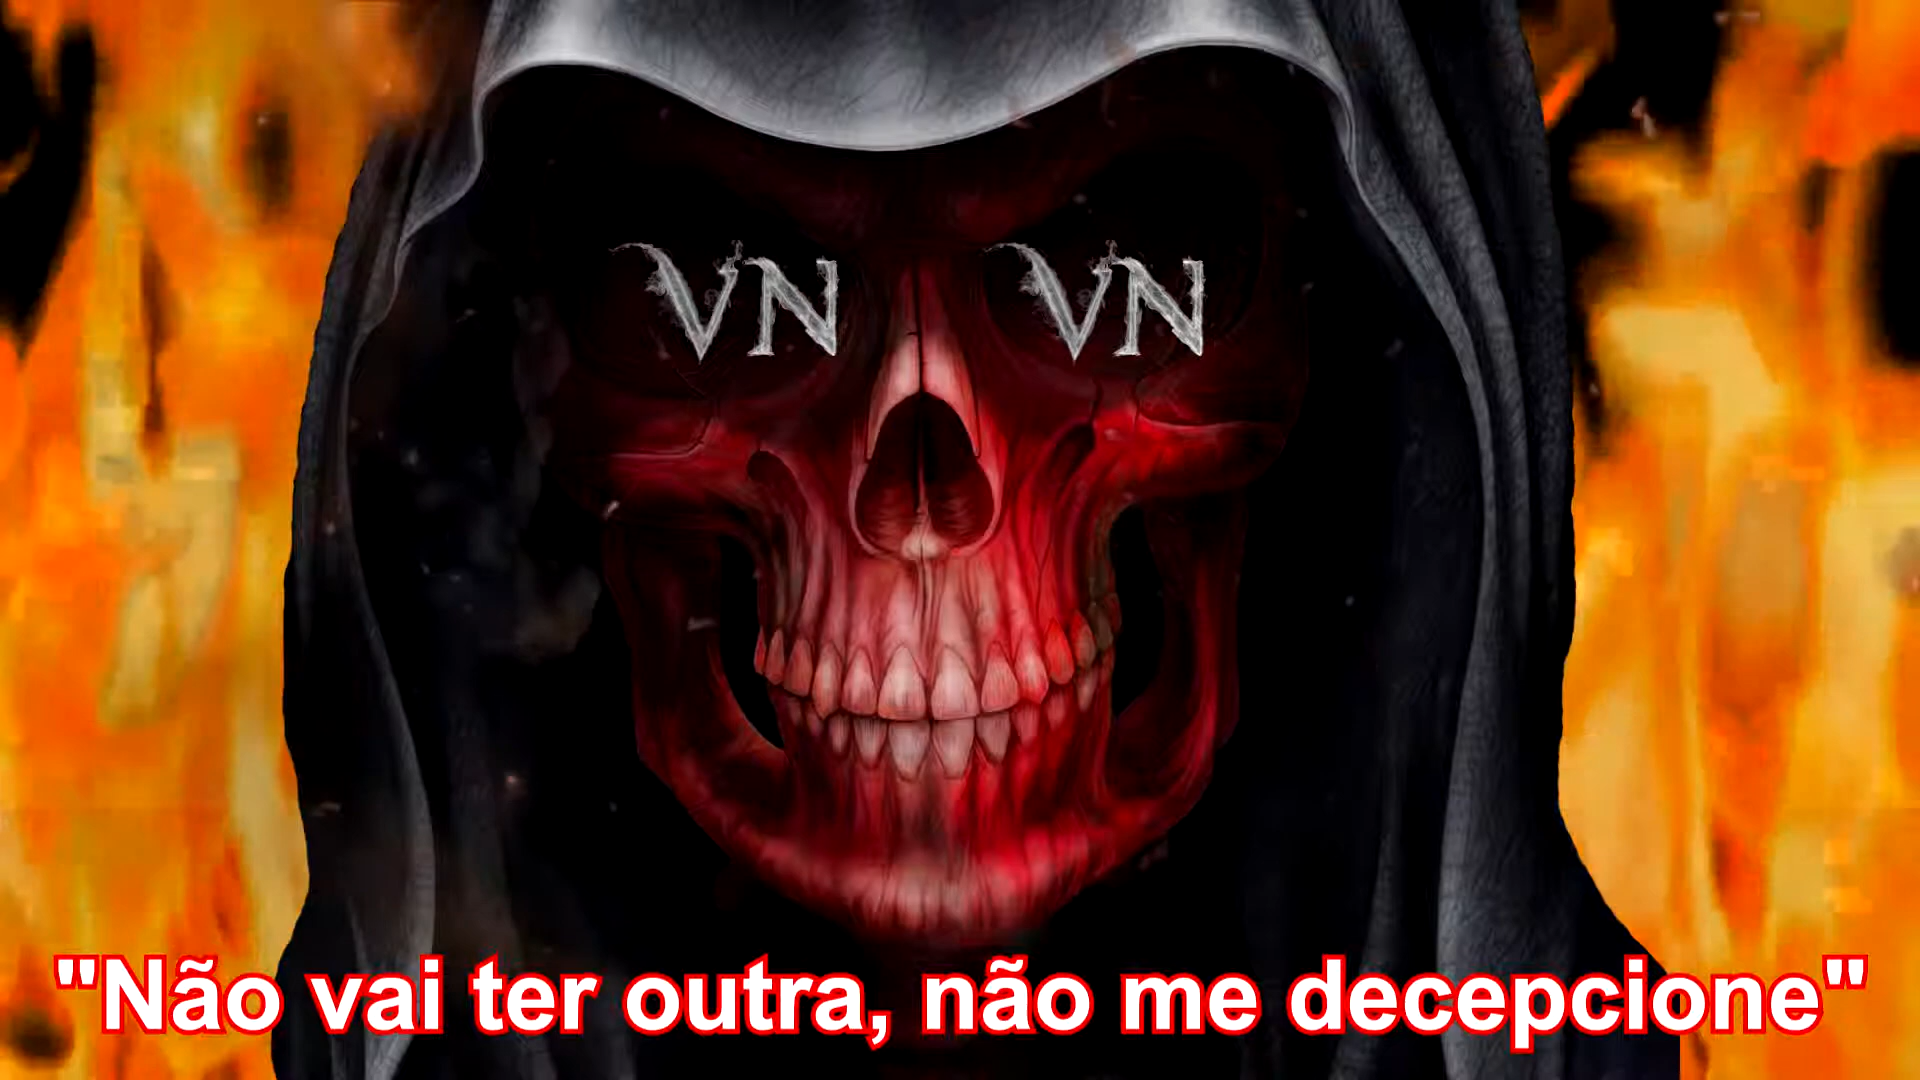 VN VN
"Não vai ter outra, não me decepcione"